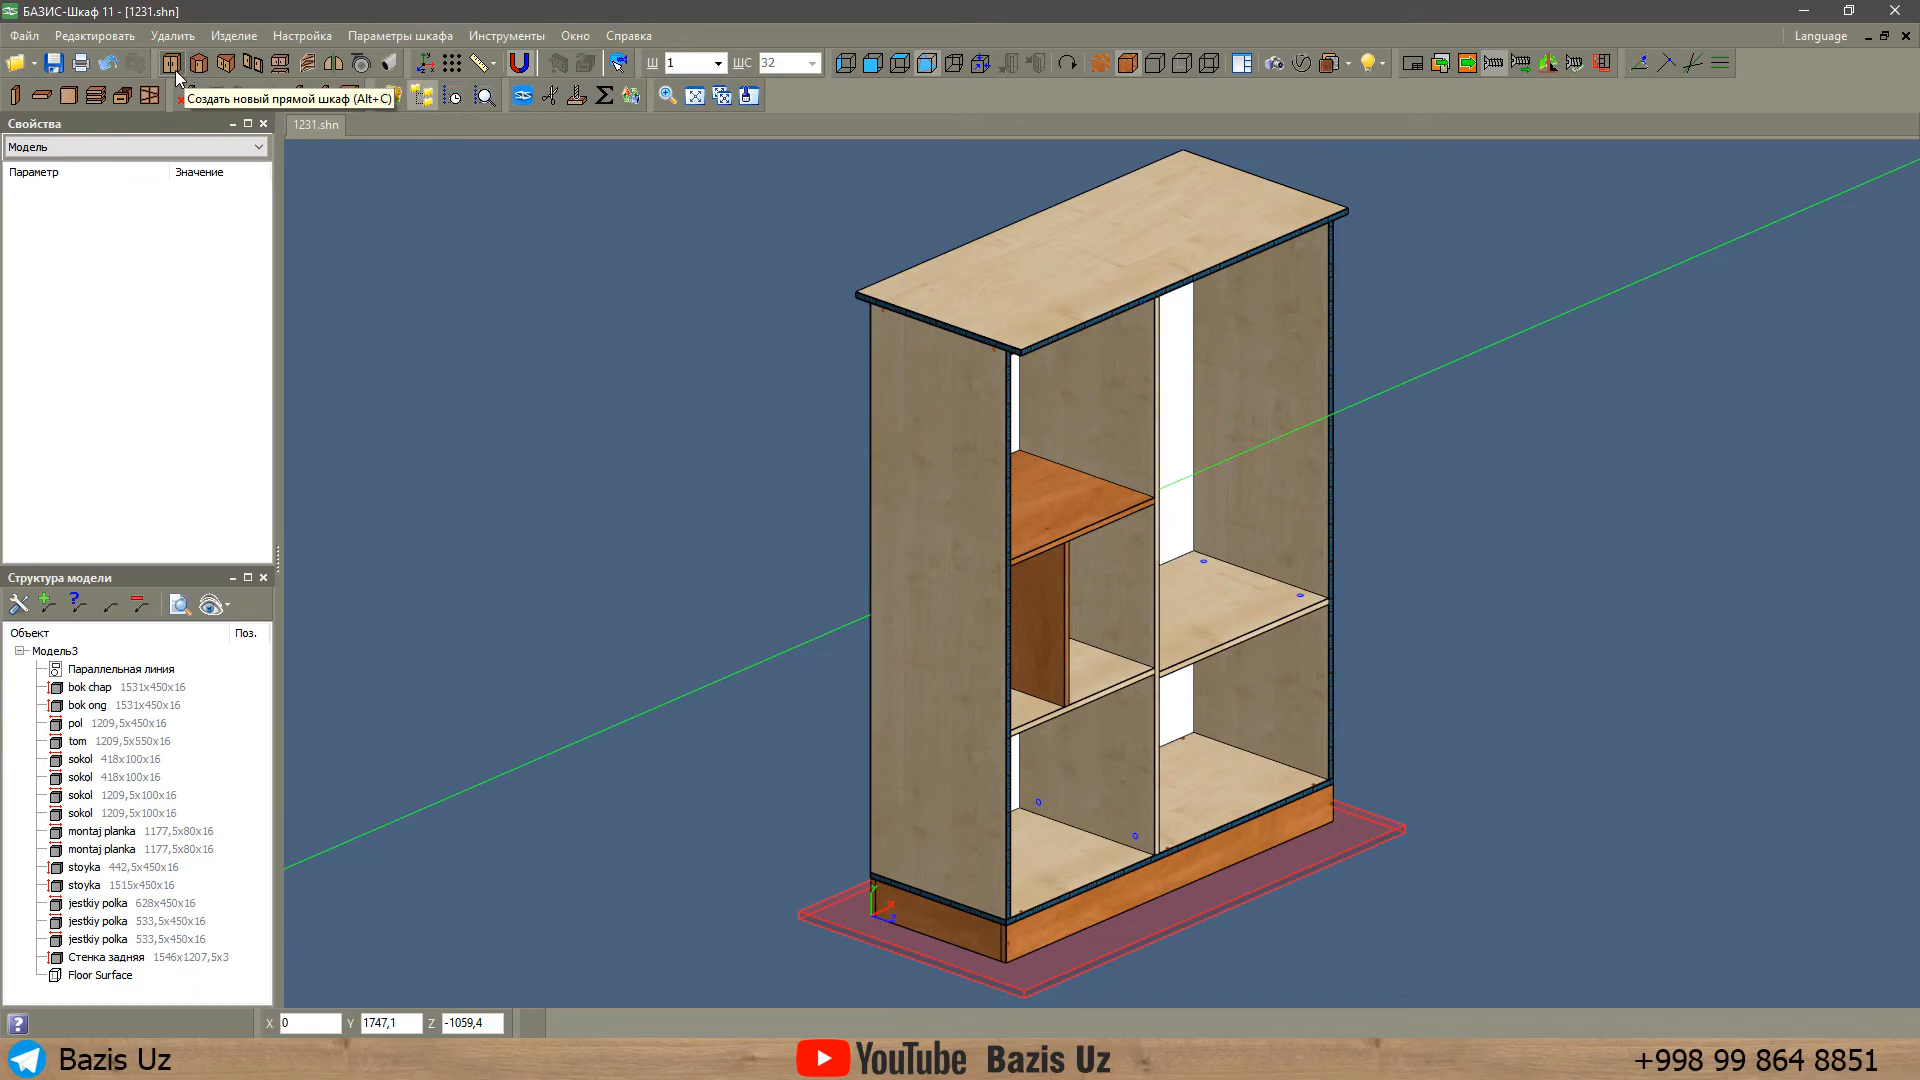 БАЗИС-Шкаф 11 - [1231.shn]
Файл Редактировать Удалить Изделие Настройка Параметры шкафа Инструменты Окно Справка Language
Ш 1 ШС 32
Создать новый прямой шкаф (Alt+C)
Свойства
1231.shn
Модель
Параметр Значение
Структура модели
Объект Поз.
Модель3
Параллельная линия
bok chap 1531x450x16
bok ong 1531x450x16
pol 1209,5x450x16
tom 1209,5x550x16
sokol 418x100x16
sokol 418x100x16
sokol 1209,5x100x16
sokol 1209,5x100x16
montaj planka 1177,5x80x16
montaj planka 1177,5x80x16
stoyka 442,5x450x16
stoyka 1515x450x16
jestkiy polka 628x450x16
jestkiy polka 533,5x450x16
jestkiy polka 533,5x450x16
Стенка задняя 1546x1207,5x3
Floor Surface
X 0 Y 1747,1 Z -1059,4
Bazis Uz YouTube Bazis Uz +998 99 864 8851